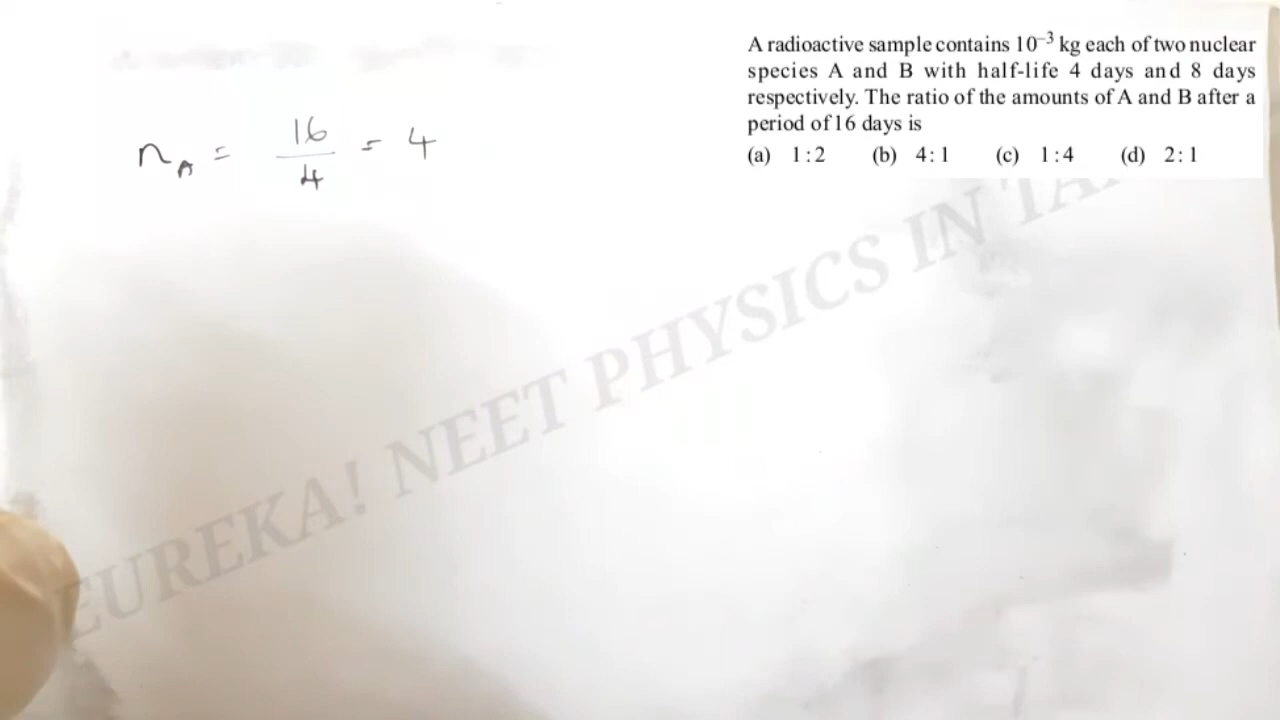 A radioactive sample contains 10⁻³ kg each of two nuclear
species A and B with half-life 4 days and 8 days
respectively. The ratio of the amounts of A and B after a
period of 16 days is
(a) 1 : 2 (b) 4 : 1 (c) 1 : 4 (d) 2 : 1
n_A = 16/4 = 4
EUREKA! NEET PHYSICS IN